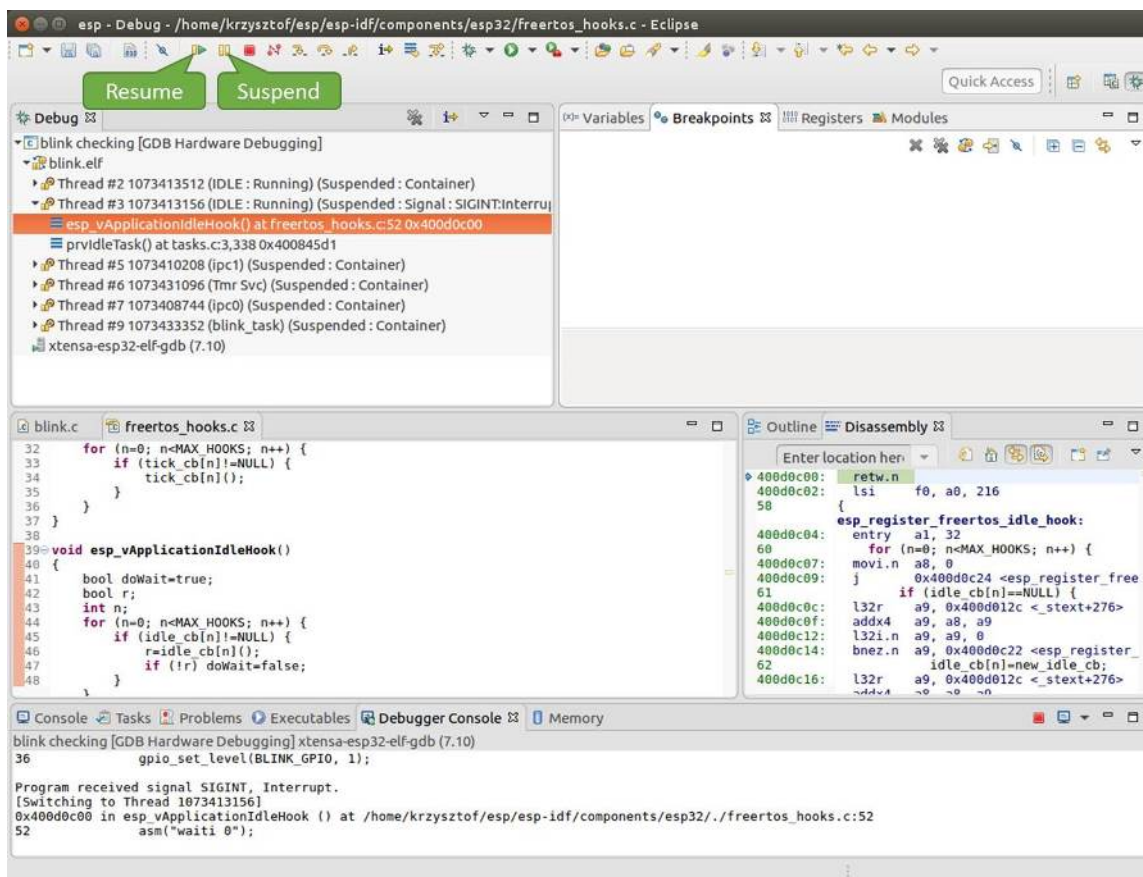 esp - Debug - /home/krzysztof/esp/esp-idf/components/esp32/freertos_hooks.c - Eclipse
Resume
Suspend
Quick Access
Debug
blink checking [GDB Hardware Debugging]
blink.elf
Thread #2 1073413512 (IDLE : Running) (Suspended : Container)
Thread #3 1073413156 (IDLE : Running) (Suspended : Signal : SIGINT:Interrup
esp_vApplicationIdleHook() at freertos_hooks.c:52 0x400d0c00
prvIdleTask() at tasks.c:3,338 0x400845d1
Thread #5 1073410208 (ipc1) (Suspended : Container)
Thread #6 1073431096 (Tmr Svc) (Suspended : Container)
Thread #7 1073408744 (ipc0) (Suspended : Container)
Thread #9 1073433352 (blink_task) (Suspended : Container)
xtensa-esp32-elf-gdb (7.10)
(x)= Variables Breakpoints Registers Modules
blink.c freertos_hooks.c
32 for (n=0; n<MAX_HOOKS; n++) {
33 if (tick_cb[n]!=NULL) {
34 tick_cb[n]();
35 }
36 }
37 }
38
39 void esp_vApplicationIdleHook()
40 {
41 bool doWait=true;
42 bool r;
43 int n;
44 for (n=0; n<MAX_HOOKS; n++) {
45 if (idle_cb[n]!=NULL) {
46 r=idle_cb[n]();
47 if (!r) doWait=false;
48 }
}
Outline Disassembly
Enter location her
400d0c00: retw.n
400d0c02: lsi f0, a0, 216
58 {
esp_register_freertos_idle_hook:
400d0c04: entry a1, 32
60 for (n=0; n<MAX_HOOKS; n++) {
400d0c07: movi.n a8, 0
400d0c09: j 0x400d0c24 <esp_register_free
61 if (idle_cb[n]==NULL) {
400d0c0c: l32r a9, 0x400d012c <_stext+276>
400d0c0f: addx4 a9, a8, a9
400d0c12: l32i.n a9, a9, 0
400d0c14: bnez.n a9, 0x400d0c22 <esp_register_
62 idle_cb[n]=new_idle_cb;
400d0c16: l32r a9, 0x400d012c <_stext+276>
addx4 a8, a8, a9
Console Tasks Problems Executables Debugger Console Memory
blink checking [GDB Hardware Debugging] xtensa-esp32-elf-gdb (7.10)
36 gpio_set_level(BLINK_GPIO, 1);
Program received signal SIGINT, Interrupt.
[Switching to Thread 1073413156]
0x400d0c00 in esp_vApplicationIdleHook () at /home/krzysztof/esp/esp-idf/components/esp32/./freertos_hooks.c:52
52 asm("waiti 0");